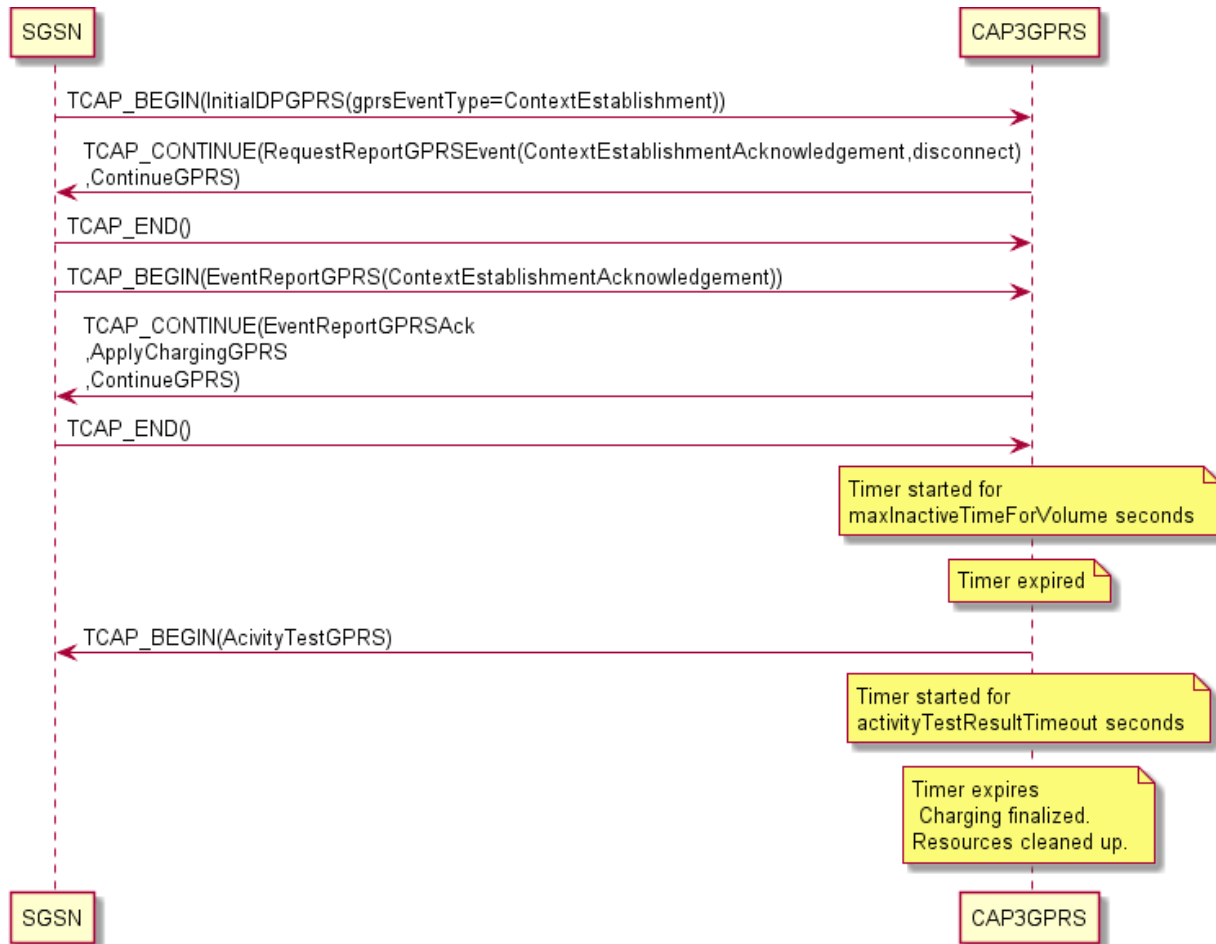 SGSN
CAP3GPRS
TCAP_BEGIN(InitialDPGPRS(gprsEventType=ContextEstablishment))
TCAP_CONTINUE(RequestReportGPRSEvent(ContextEstablishmentAcknowledgement,disconnect)
,ContinueGPRS)
TCAP_END()
TCAP_BEGIN(EventReportGPRS(ContextEstablishmentAcknowledgement))
TCAP_CONTINUE(EventReportGPRSAck
,ApplyChargingGPRS
,ContinueGPRS)
TCAP_END()
Timer started for
maxInactiveTimeForVolume seconds
Timer expired
TCAP_BEGIN(AcivityTestGPRS)
Timer started for
activityTestResultTimeout seconds
Timer expires
Charging finalized.
Resources cleaned up.
SGSN
CAP3GPRS